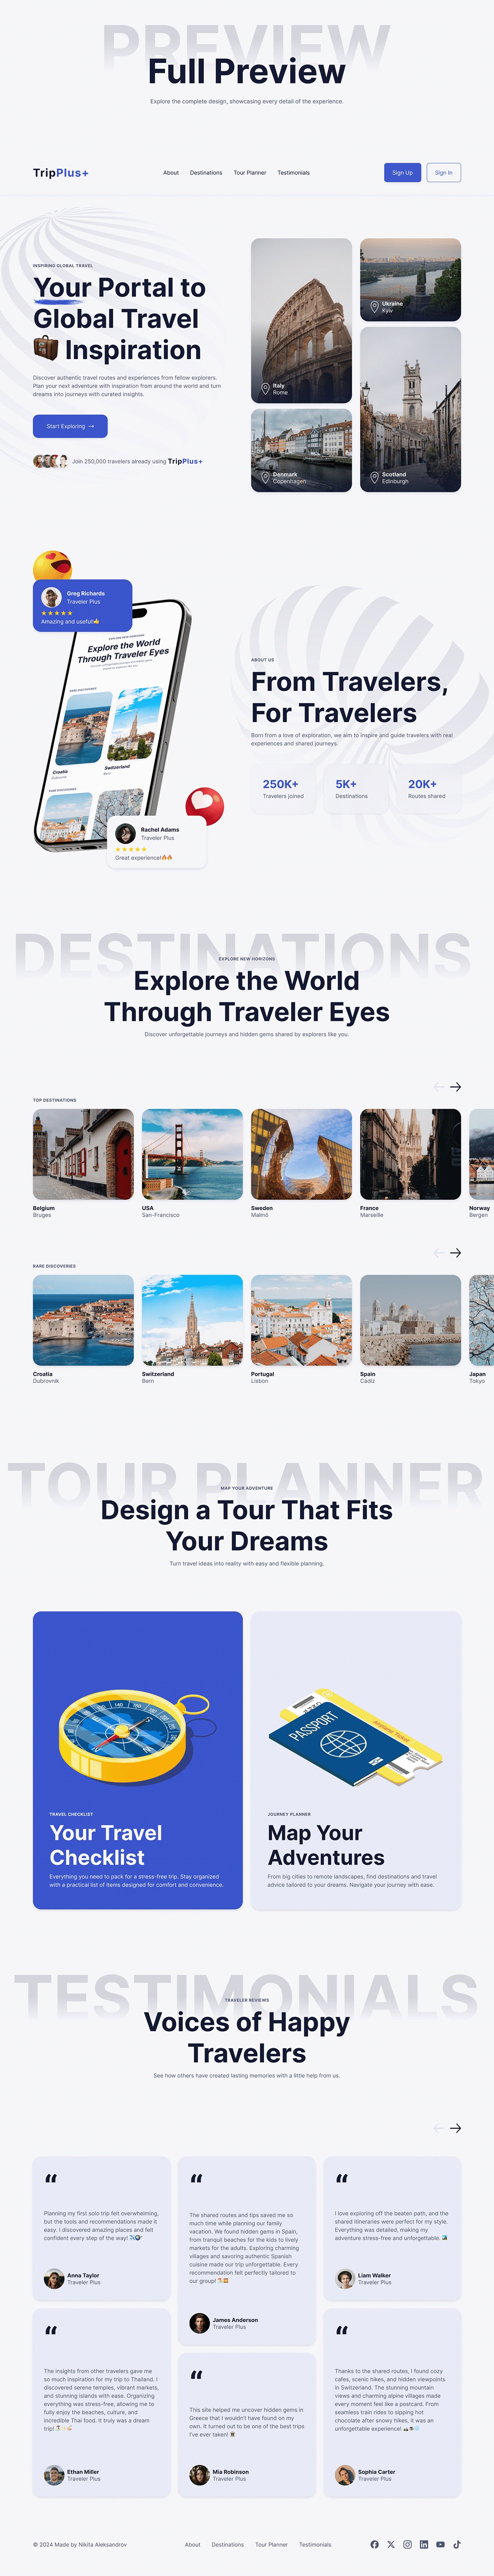 PREVIEW
Full Preview
Explore the complete design, showcasing every detail of the experience.
TripPlus+
About
Destinations
Tour Planner
Testimonials
Sign Up
Sign In
INSPIRING GLOBAL TRAVEL
Your Portal to
Global Travel
Inspiration
Discover authentic travel routes and experiences from fellow explorers.
Plan your next adventure with inspiration from around the world and turn
dreams into journeys with curated insights.
Start Exploring →
Join 250,000 travelers already using TripPlus+
Italy
Rome
Ukraine
Kyiv
Denmark
Copenhagen
Scotland
Edinburgh
Greg Richards
Traveler Plus
★★★★★
Amazing and useful!👍
EXPLORE NEW HORIZONS
Explore the World
Through Traveler Eyes
Croatia
Dubrovnik
Switzerland
Bern
Rachel Adams
Traveler Plus
★★★★★
Great experience!🔥🔥
ABOUT US
From Travelers,
For Travelers
Born from a love of exploration, we aim to inspire and guide travelers with real
experiences and shared journeys.
250K+
Travelers joined
5K+
Destinations
20K+
Routes shared
DESTINATIONS
EXPLORE NEW HORIZONS
Explore the World
Through Traveler Eyes
Discover unforgettable journeys and hidden gems shared by explorers like you.
TOP DESTINATIONS
Belgium
Bruges
USA
San-Francisco
Sweden
Malmö
France
Marseille
Norway
Bergen
RARE DISCOVERIES
Croatia
Dubrovnik
Switzerland
Bern
Portugal
Lisbon
Spain
Cádiz
Japan
Tokyo
TOUR PLANNER
MAP YOUR ADVENTURE
Design a Tour That Fits
Your Dreams
Turn travel ideas into reality with easy and flexible planning.
TRAVEL CHECKLIST
Your Travel
Checklist
Everything you need to pack for a stress-free trip. Stay organized
with a practical list of items designed for comfort and convenience.
PASSPORT
Airplane Ticket
JOURNEY PLANNER
Map Your
Adventures
From big cities to remote landscapes, find destinations and travel
advice tailored to your dreams. Navigate your journey with ease.
TESTIMONIALS
TRAVELER REVIEWS
Voices of Happy
Travelers
See how others have created lasting memories with a little help from us.
Planning my first solo trip felt overwhelming,
but the tools and recommendations made it
easy. I discovered amazing places and felt
confident every step of the way!
Anna Taylor
Traveler Plus
The shared routes and tips saved me so
much time planning our family
vacation. We found hidden gems in Spain,
from tranquil beaches for the kids to lively
markets for the adults. Exploring charming
villages and savoring authentic Spanish
cuisine made our trip unforgettable. Every
recommendation felt perfectly tailored to
our group!
James Anderson
Traveler Plus
I love exploring off the beaten path, and the
shared itineraries were perfect for my style.
Everything was detailed, making my
adventure stress-free and unforgettable.
Liam Walker
Traveler Plus
The insights from other travelers gave me
so much inspiration for my trip to Thailand. I
discovered serene temples, vibrant markets,
and stunning islands with ease. Organizing
everything was stress-free, allowing me to
fully enjoy the beaches, culture, and
incredible Thai food. It truly was a dream
trip!
Ethan Miller
Traveler Plus
This site helped me uncover hidden gems in
Greece that I wouldn't have found on my
own. It turned out to be one of the best trips
I've ever taken!
Mia Robinson
Traveler Plus
Thanks to the shared routes, I found cozy
cafes, scenic hikes, and hidden viewpoints
in Switzerland. The stunning mountain
views and charming alpine villages made
every moment feel like a postcard. From
seamless train rides to sipping hot
chocolate after snowy hikes, it was an
unforgettable experience!
Sophia Carter
Traveler Plus
© 2024 Made by Nikita Aleksandrov
About
Destinations
Tour Planner
Testimonials